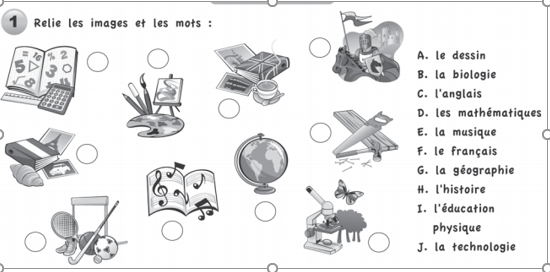 1 Relie les images et les mots :
A. le dessin
B. la biologie
C. l'anglais
D. les mathématiques
E. la musique
F. le français
G. la géographie
H. l'histoire
I. l'éducation
physique
J. la technologie